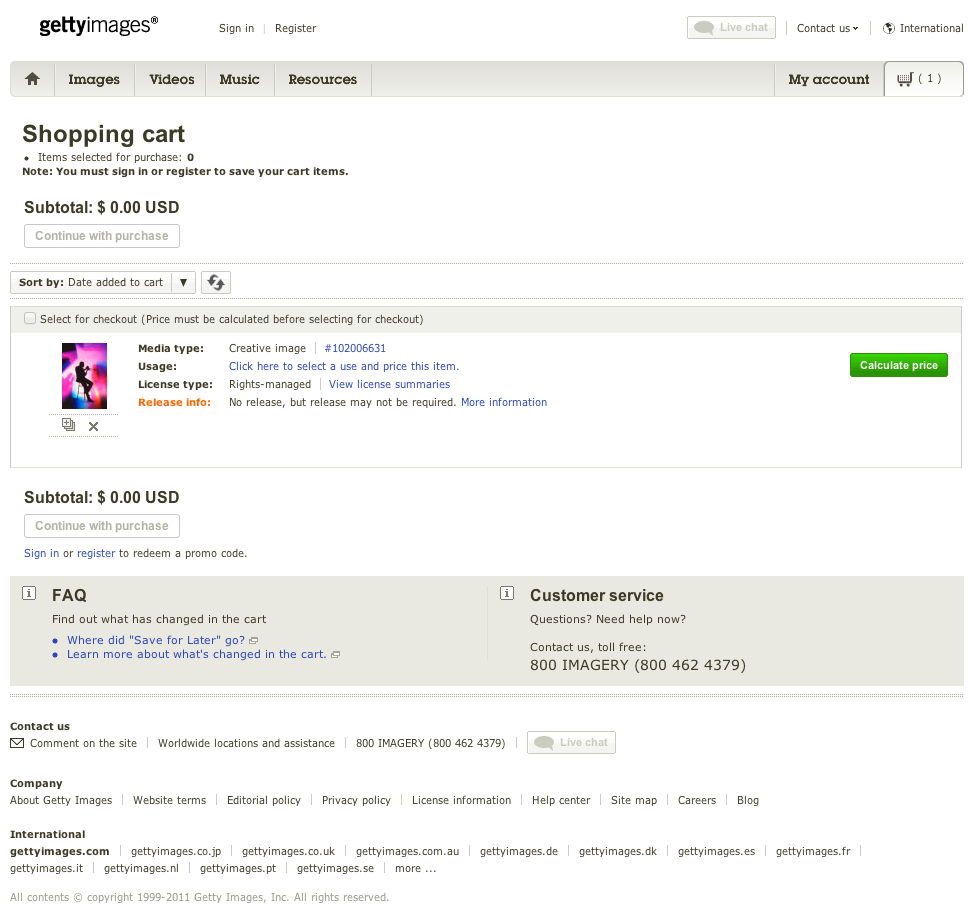 gettyimages®
Sign in | Register
Live chat | Contact us | International
Images Videos Music Resources My account ( 1 )
Shopping cart
• Items selected for purchase: 0
Note: You must sign in or register to save your cart items.
Subtotal: $ 0.00 USD
Continue with purchase
Sort by: Date added to cart ▼
Select for checkout (Price must be calculated before selecting for checkout)
Media type: Creative image | #102006631
Usage: Click here to select a use and price this item.
Calculate price
License type: Rights-managed | View license summaries
Release info: No release, but release may not be required. More information
Subtotal: $ 0.00 USD
Continue with purchase
Sign in or register to redeem a promo code.
i FAQ
Find out what has changed in the cart
• Where did "Save for Later" go?
• Learn more about what's changed in the cart.
i Customer service
Questions? Need help now?
Contact us, toll free:
800 IMAGERY (800 462 4379)
Contact us
Comment on the site | Worldwide locations and assistance | 800 IMAGERY (800 462 4379) | Live chat
Company
About Getty Images | Website terms | Editorial policy | Privacy policy | License information | Help center | Site map | Careers | Blog
International
gettyimages.com | gettyimages.co.jp | gettyimages.co.uk | gettyimages.com.au | gettyimages.de | gettyimages.dk | gettyimages.es | gettyimages.fr |
gettyimages.it | gettyimages.nl | gettyimages.pt | gettyimages.se | more ...
All contents © copyright 1999-2011 Getty Images, Inc. All rights reserved.